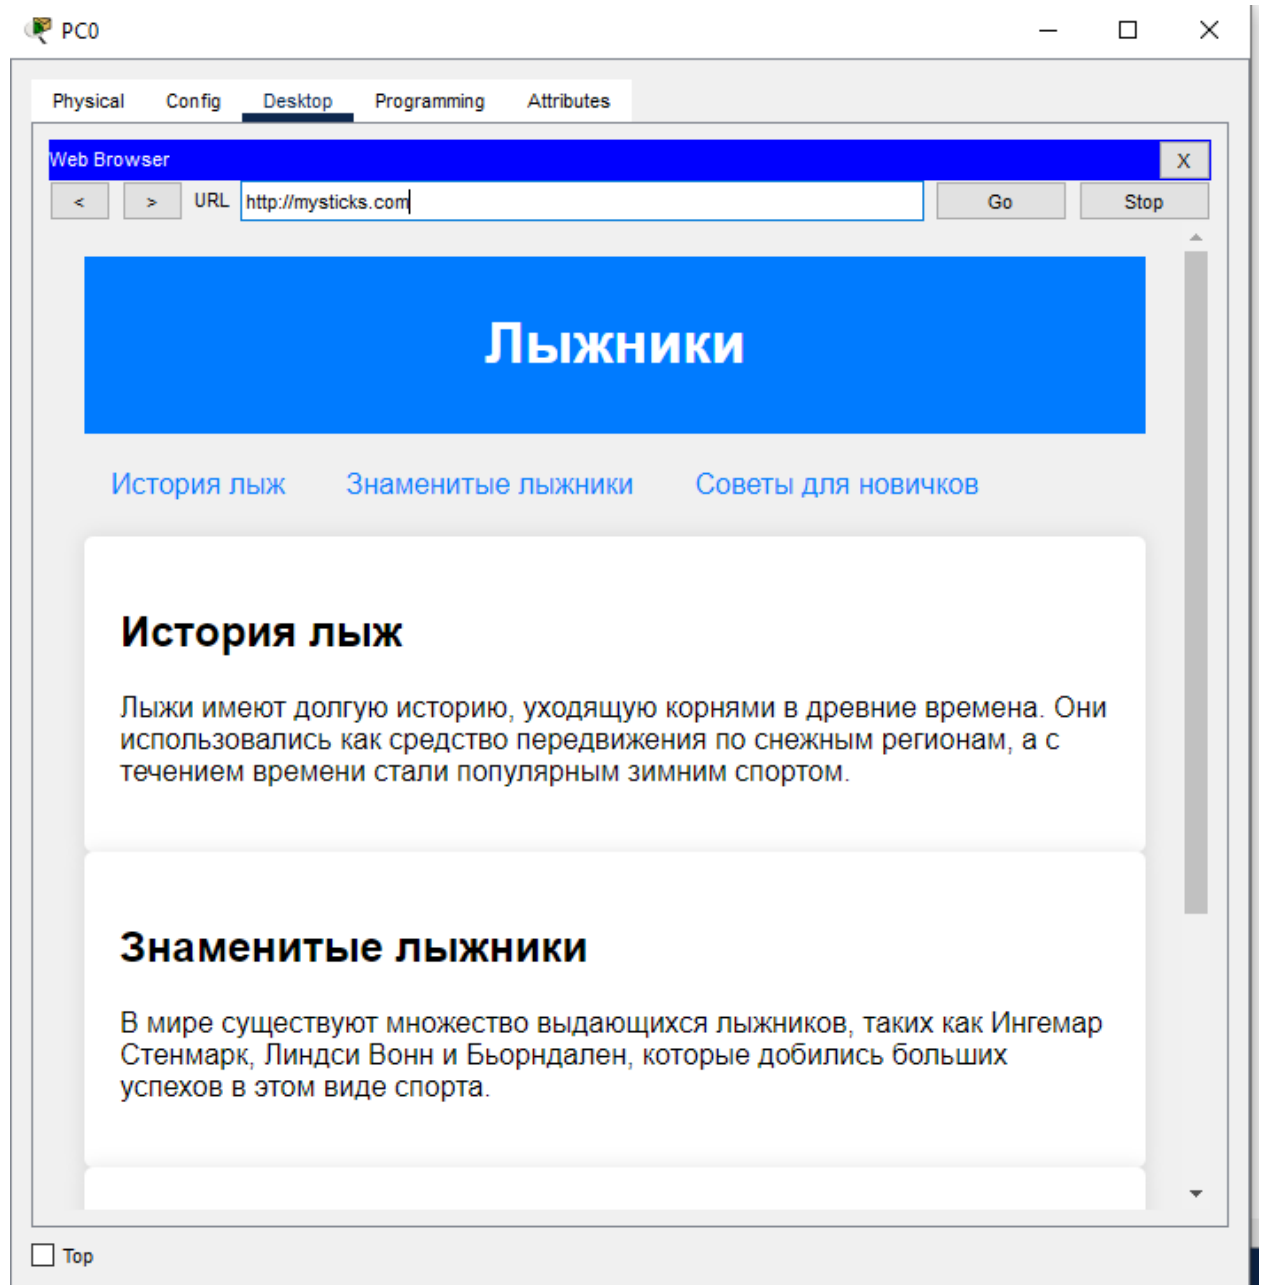 PC0
Physical Config Desktop Programming Attributes
Web Browser X
< > URL http://mysticks.com Go Stop
Лыжники
История лыж Знаменитые лыжники Советы для новичков
История лыж
Лыжи имеют долгую историю, уходящую корнями в древние времена. Они
использовались как средство передвижения по снежным регионам, а с
течением времени стали популярным зимним спортом.
Знаменитые лыжники
В мире существуют множество выдающихся лыжников, таких как Ингемар
Стенмарк, Линдси Вонн и Бьорндален, которые добились больших
успехов в этом виде спорта.
Top